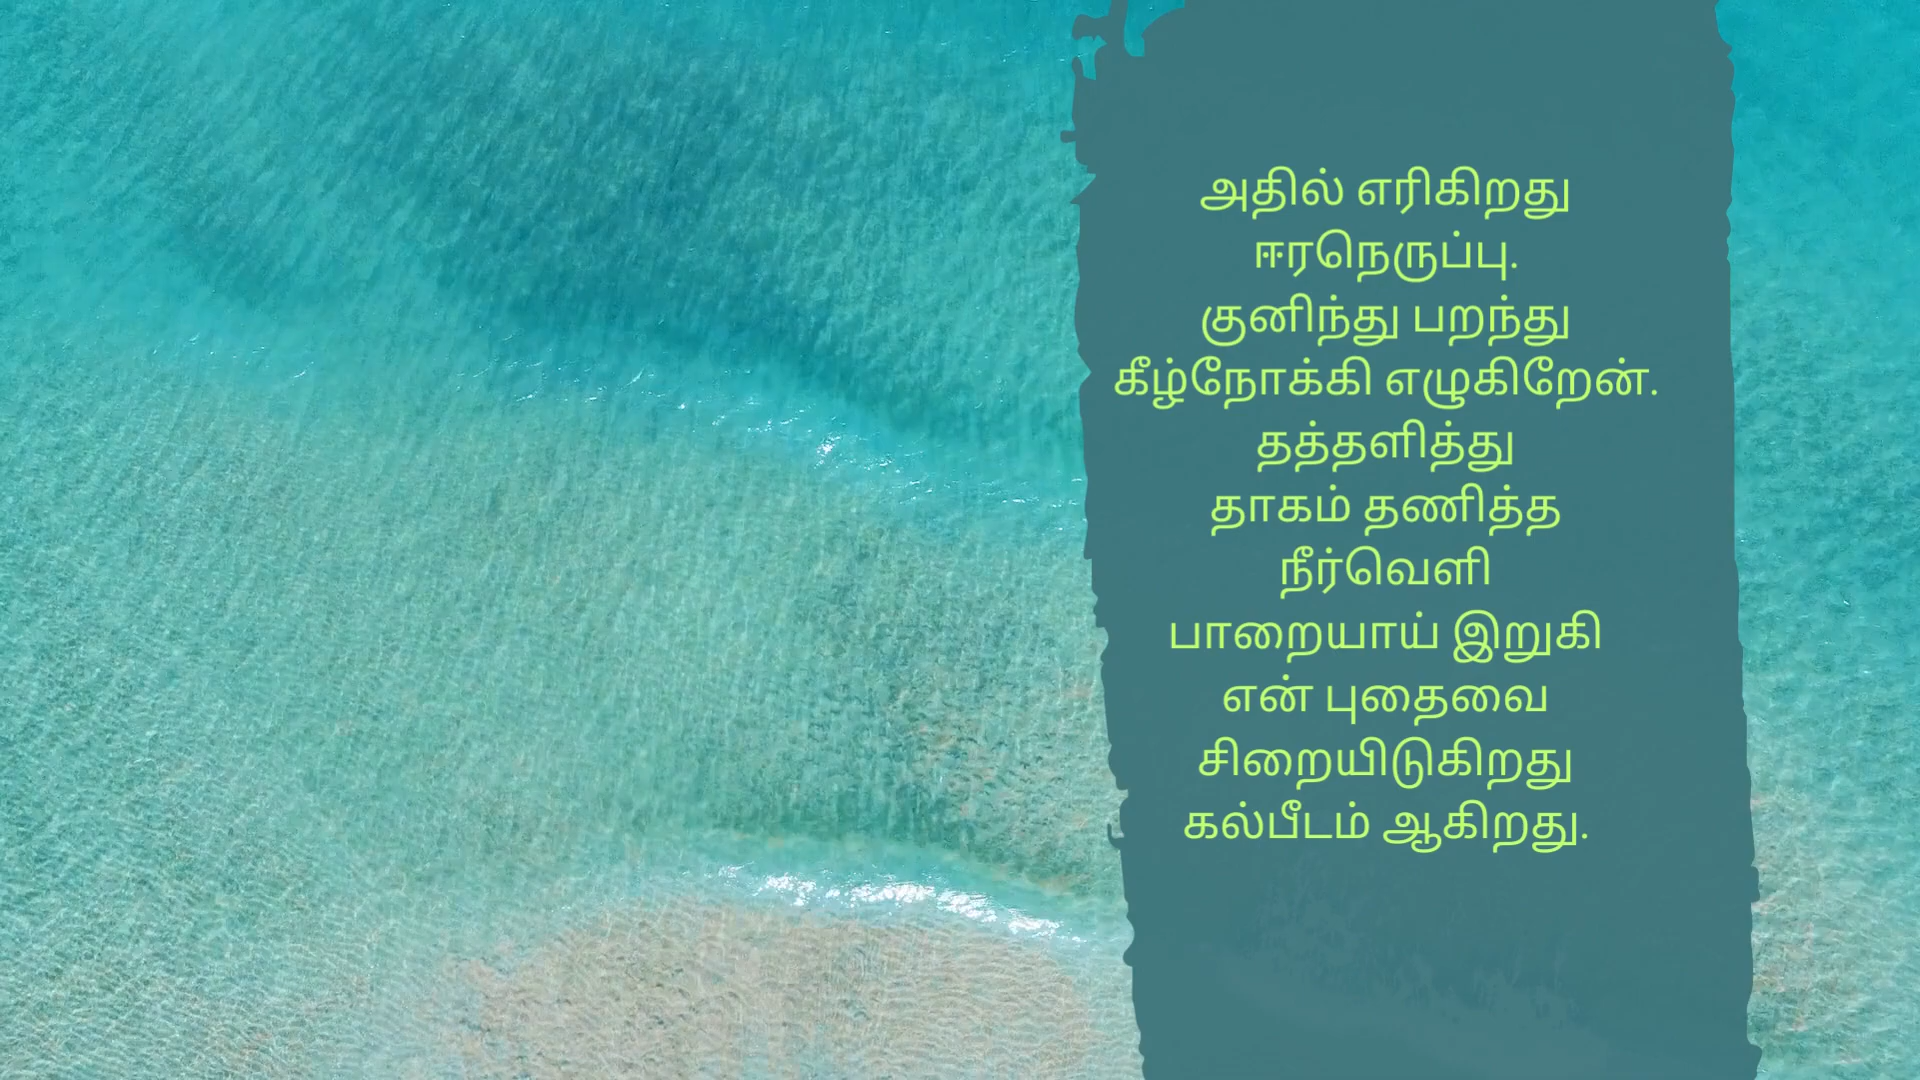 அதில் எரிகிறது
ஈரநெருப்பு.
குனிந்து பறந்து
கீழ்நோக்கி எழுகிறேன்.
தத்தளித்து
தாகம் தணித்த
நீர்வெளி
பாறையாய் இறுகி
என் புதைவை
சிறையிடுகிறது
கல்பீடம் ஆகிறது.